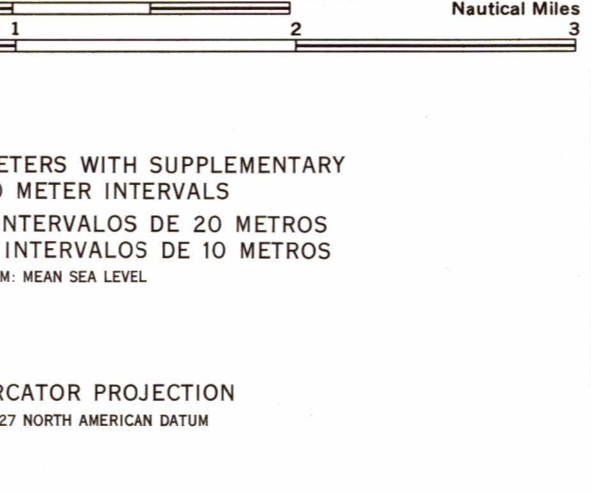 Nautical Miles
1 2 3
ETERS WITH SUPPLEMENTARY
METER INTERVALS
NTERVALOS DE 20 METROS
INTERVALOS DE 10 METROS
M: MEAN SEA LEVEL
RCATOR PROJECTION
27 NORTH AMERICAN DATUM